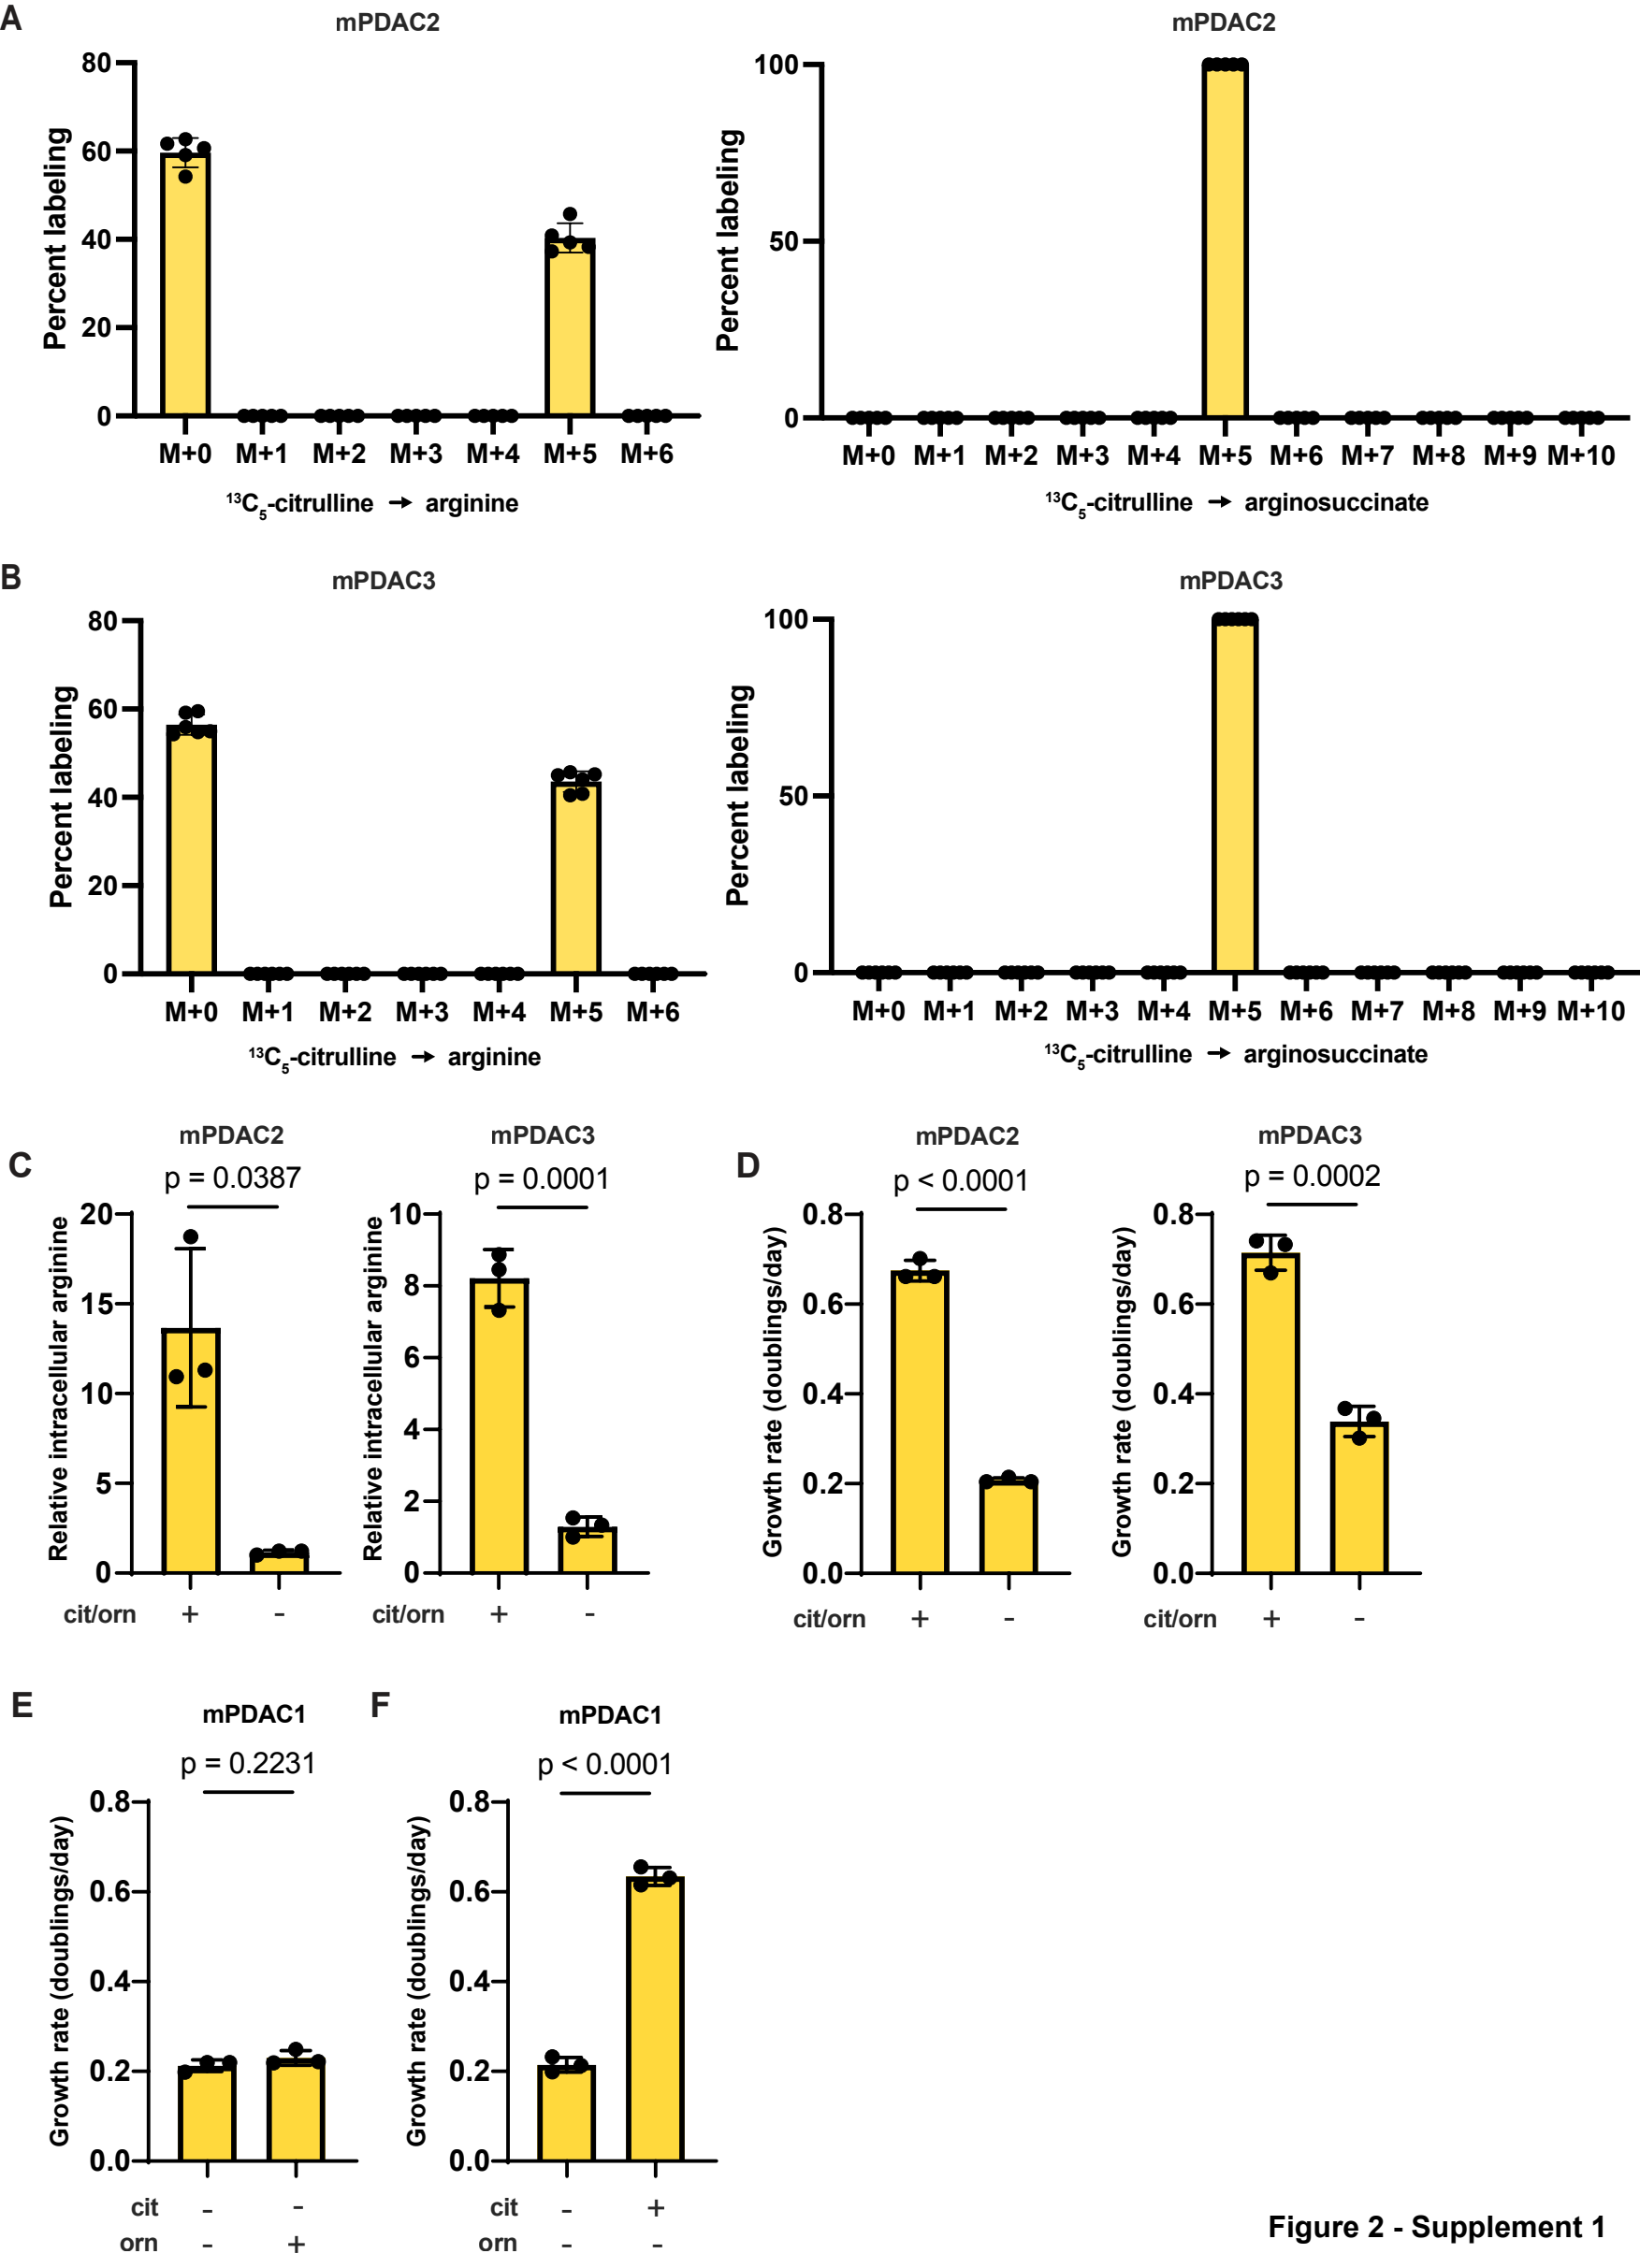 A
mPDAC2
mPDAC2
Percent labeling
80
60
40
20
0
M+0 M+1 M+2 M+3 M+4 M+5 M+6
¹³C₅-citrulline → arginine
Percent labeling
100
50
0
M+0 M+1 M+2 M+3 M+4 M+5 M+6 M+7 M+8 M+9 M+10
¹³C₅-citrulline → arginosuccinate
B
mPDAC3
mPDAC3
Percent labeling
80
60
40
20
0
M+0 M+1 M+2 M+3 M+4 M+5 M+6
¹³C₅-citrulline → arginine
Percent labeling
100
50
0
M+0 M+1 M+2 M+3 M+4 M+5 M+6 M+7 M+8 M+9 M+10
¹³C₅-citrulline → arginosuccinate
C
mPDAC2
p = 0.0387
Relative intracellular arginine
20
15
10
5
0
cit/orn + -
mPDAC3
p = 0.0001
Relative intracellular arginine
10
8
6
4
2
0
cit/orn + -
D
mPDAC2
p < 0.0001
Growth rate (doublings/day)
0.8
0.6
0.4
0.2
0.0
cit/orn + -
mPDAC3
p = 0.0002
Growth rate (doublings/day)
0.8
0.6
0.4
0.2
0.0
cit/orn + -
E
mPDAC1
p = 0.2231
Growth rate (doublings/day)
0.8
0.6
0.4
0.2
0.0
cit - -
orn - +
F
mPDAC1
p < 0.0001
Growth rate (doublings/day)
0.8
0.6
0.4
0.2
0.0
cit - +
orn - -
Figure 2 - Supplement 1